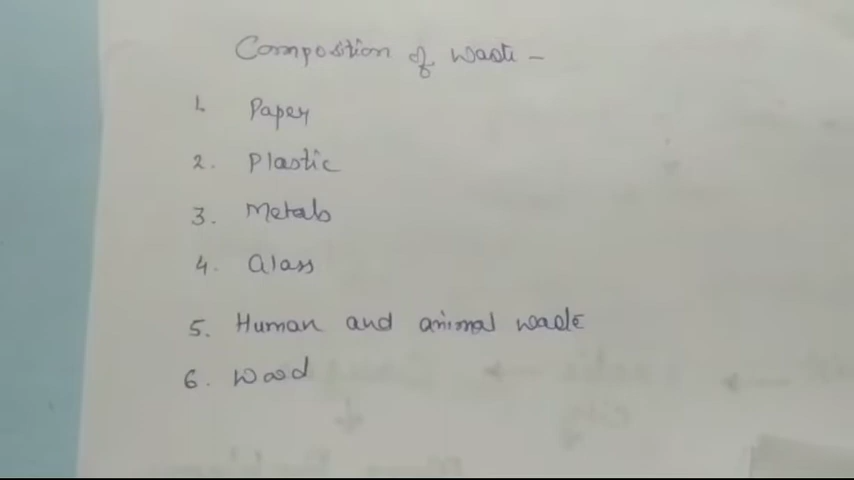 Composition of waste -
1. Paper
2. Plastic
3. Metals
4. Glass
5. Human and animal waste
6. Wood